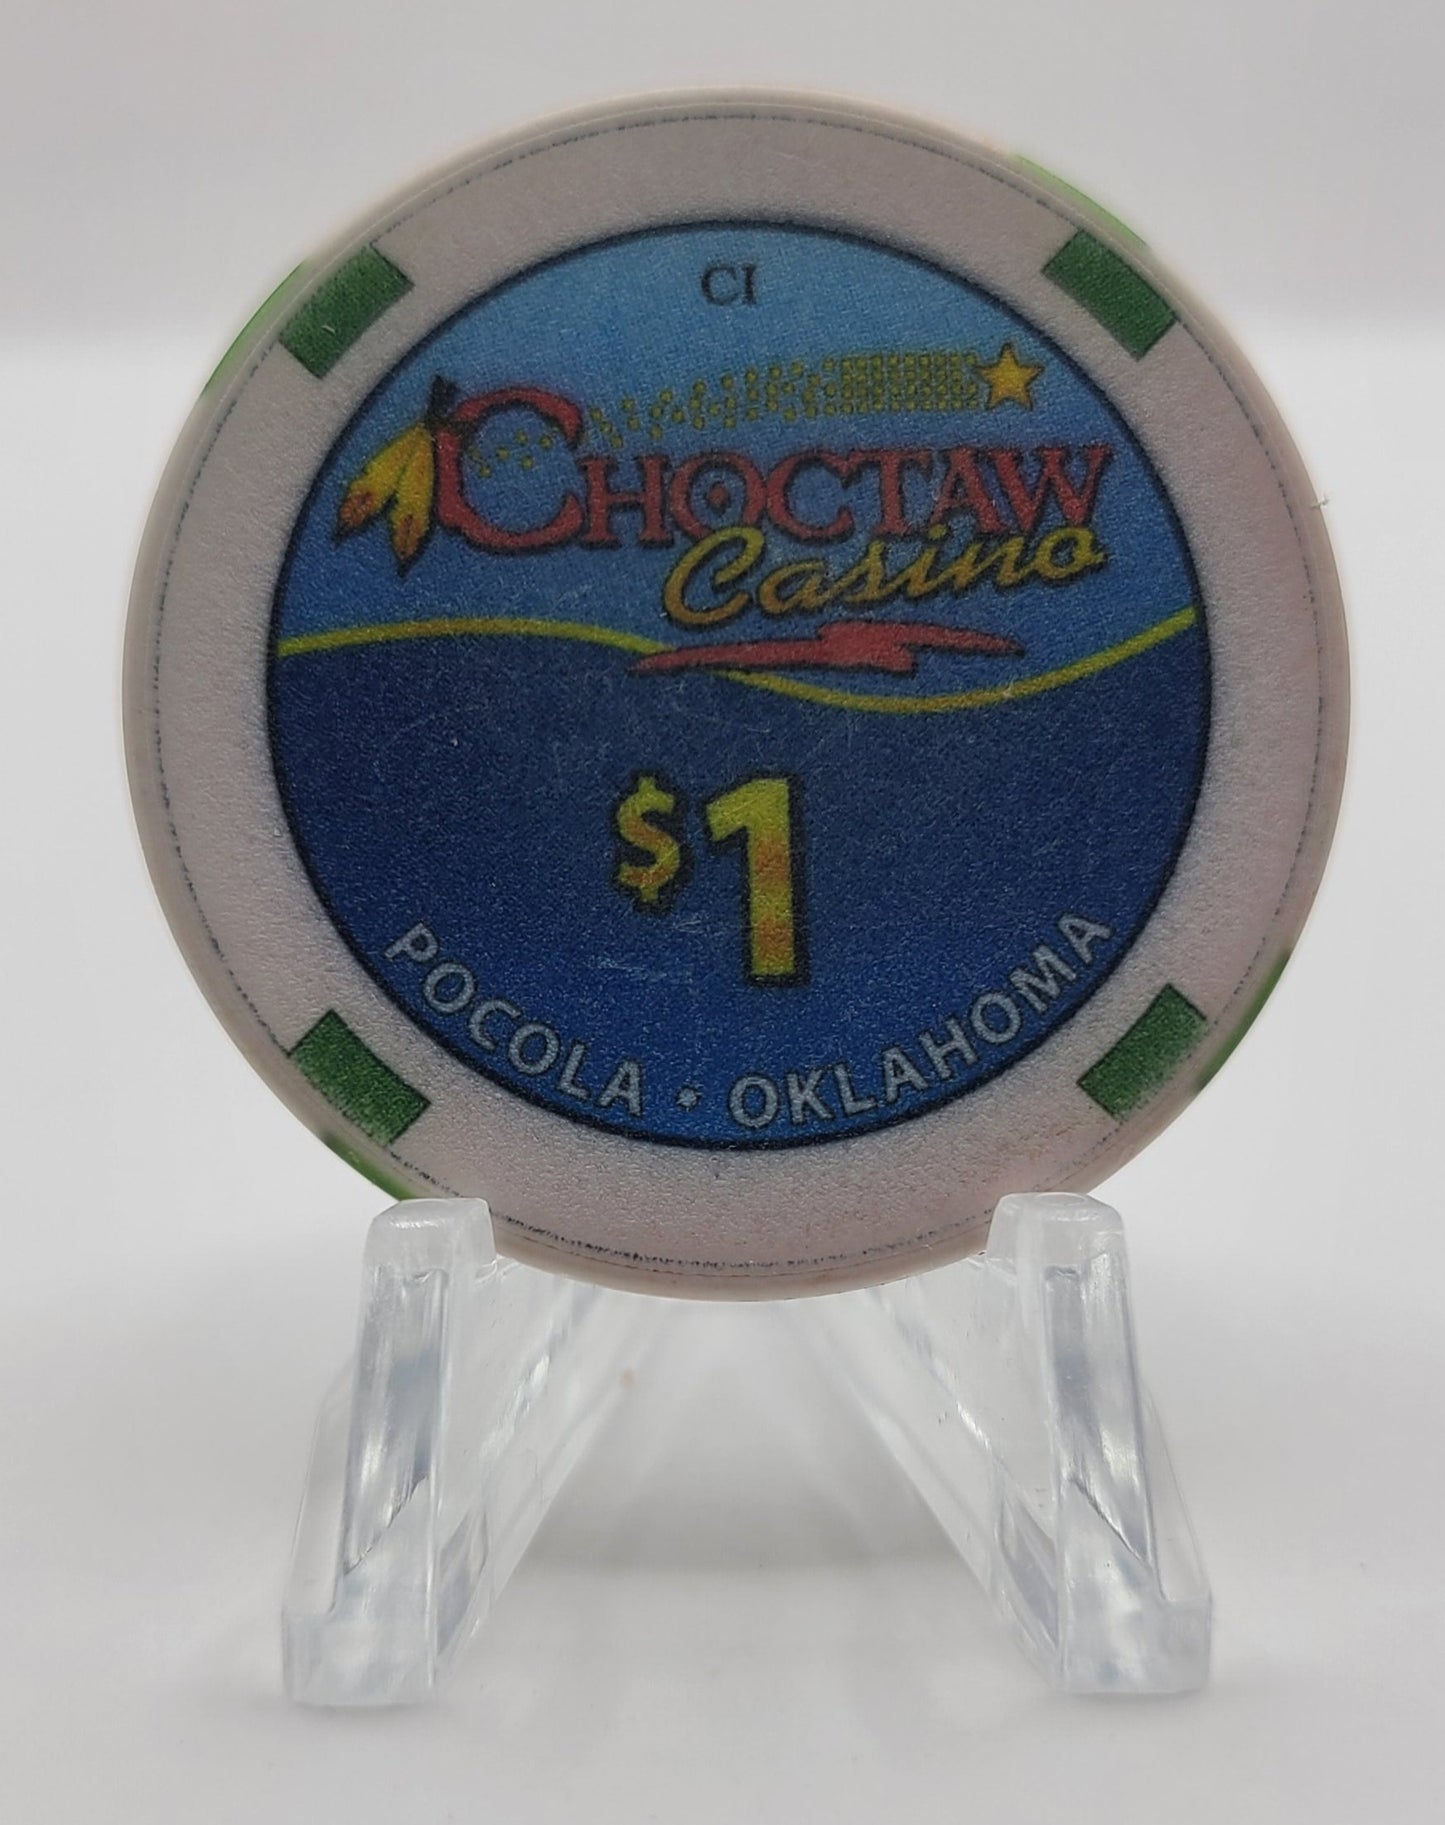 CI
CHOCTAW
Casino
$1
POCOLA • OKLAHOMA